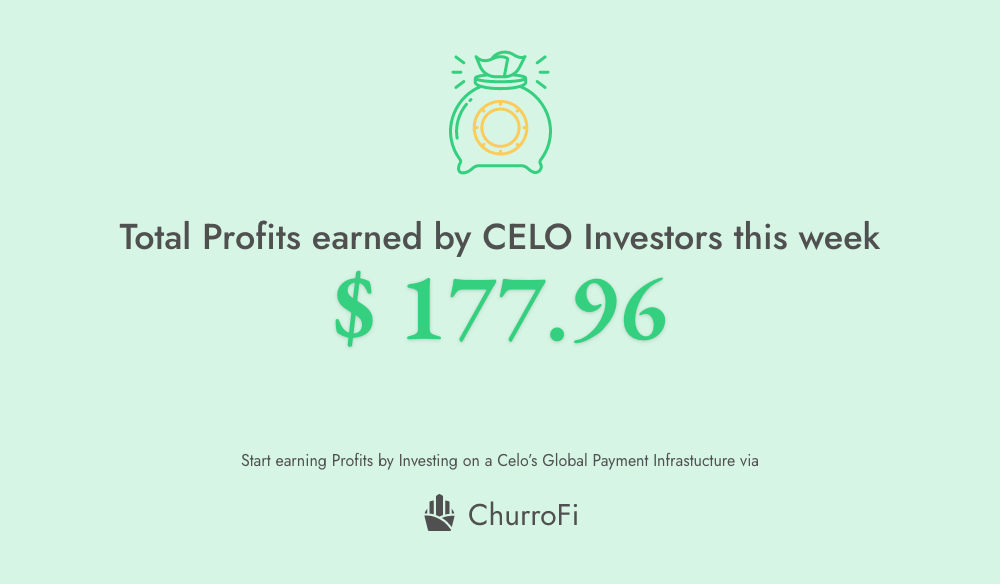 Total Profits earned by CELO Investors this week
$ 177.96
Start earning Profits by Investing on a Celo's Global Payment Infrastucture via
ChurroFi